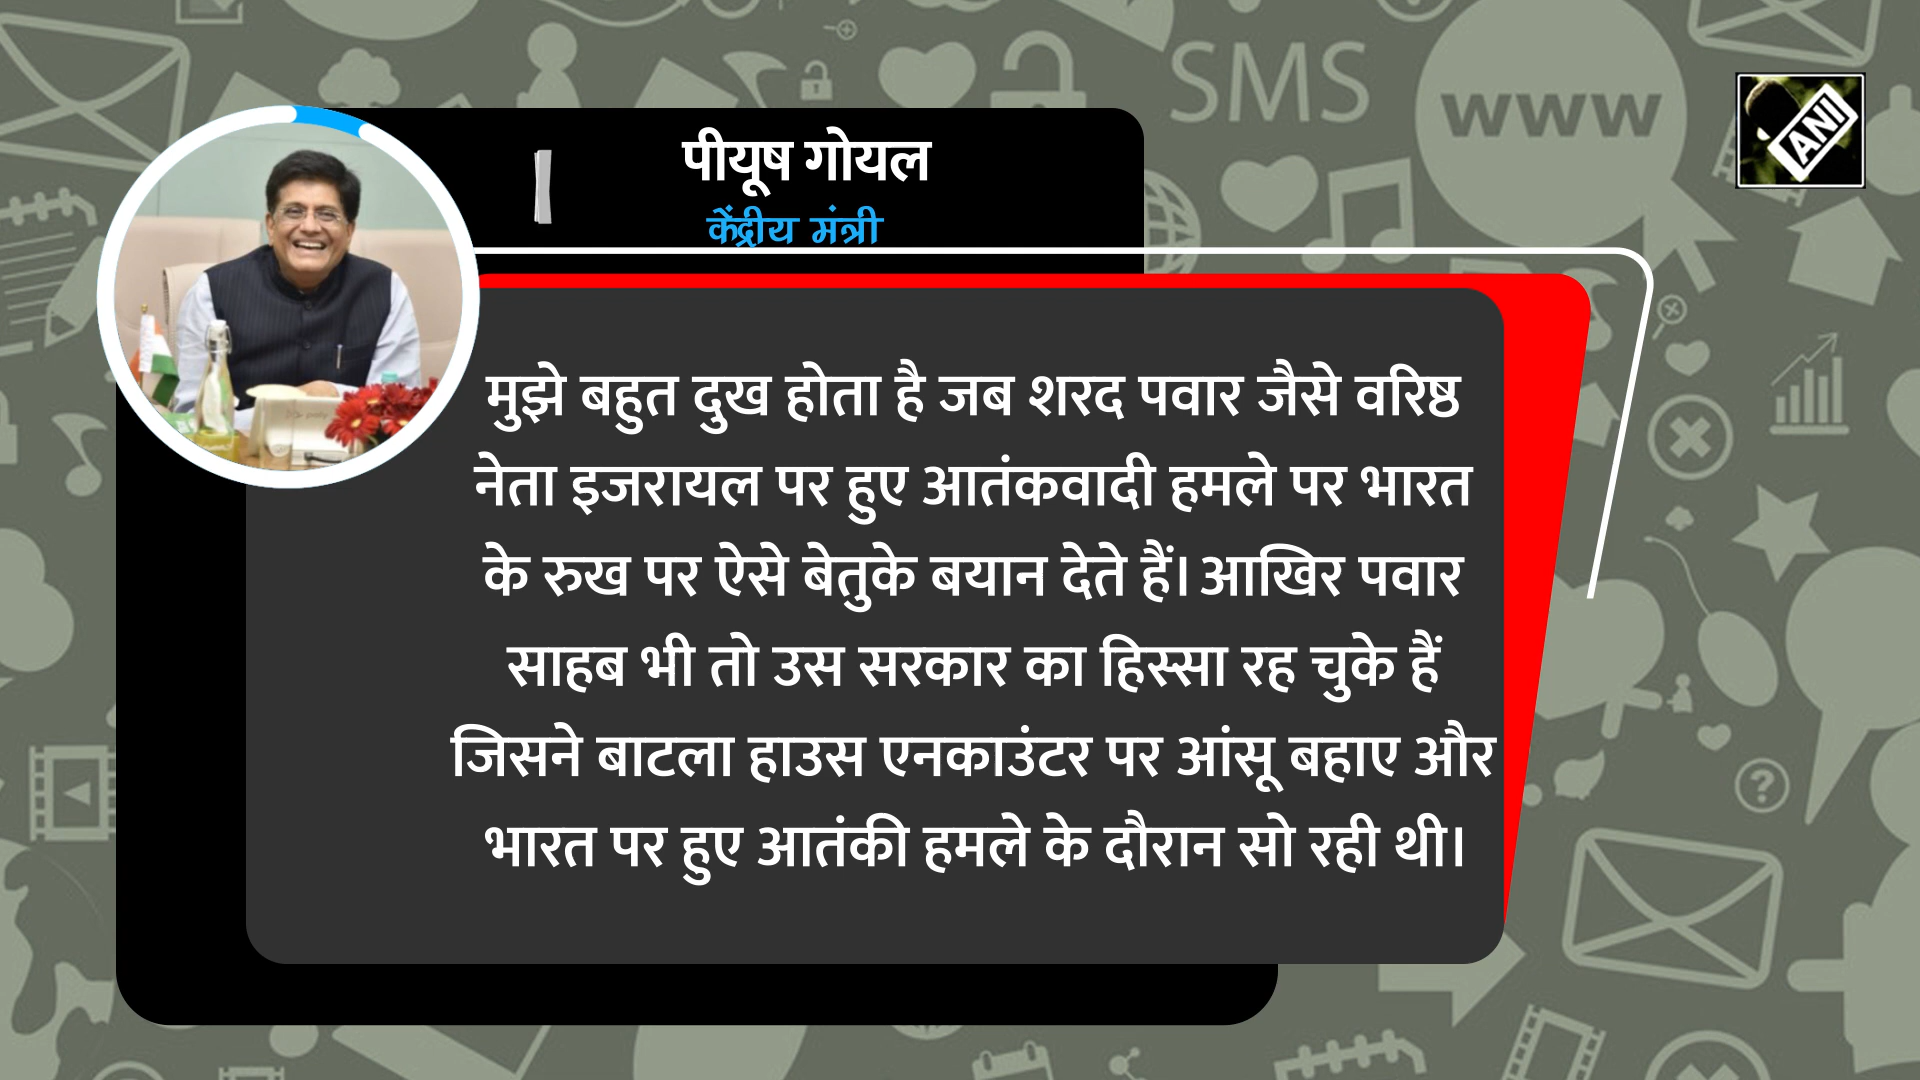 SMS
www
ANI
पीयूष गोयल
केंद्रीय मंत्री
मुझे बहुत दुख होता है जब शरद पवार जैसे वरिष्ठ
नेता इजरायल पर हुए आतंकवादी हमले पर भारत
के रुख पर ऐसे बेतुके बयान देते हैं। आखिर पवार
साहब भी तो उस सरकार का हिस्सा रह चुके हैं
जिसने बाटला हाउस एनकाउंटर पर आंसू बहाए और
भारत पर हुए आतंकी हमले के दौरान सो रही थी।